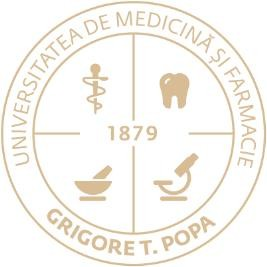 UNIVERSITATEA DE MEDICINĂ ȘI FARMACIE
1879
GRIGORE T. POPA